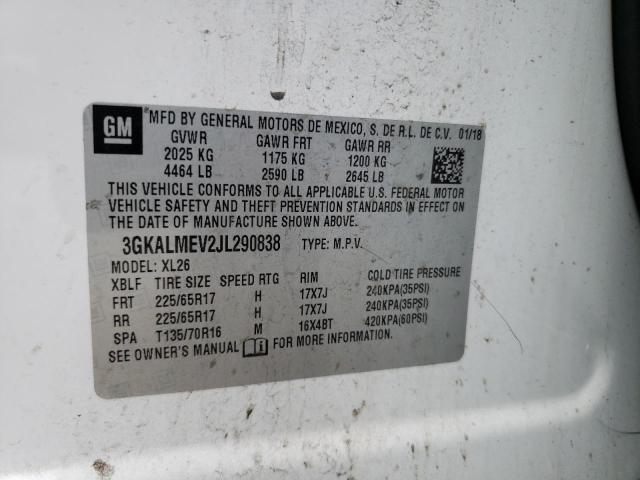 GM
MFD BY GENERAL MOTORS DE MEXICO, S. DE R.L. DE C.V. 01/18
GVWR GAWR FRT GAWR RR
2025 KG 1175 KG 1200 KG
4464 LB 2590 LB 2645 LB
THIS VEHICLE CONFORMS TO ALL APPLICABLE U.S. FEDERAL MOTOR
VEHICLE SAFETY AND THEFT PREVENTION STANDARDS IN EFFECT ON
THE DATE OF MANUFACTURE SHOWN ABOVE.
3GKALMEV2JL290838 TYPE: M.P.V.
MODEL: XL26
XBLF TIRE SIZE SPEED RTG RIM COLD TIRE PRESSURE
FRT 225/65R17 H 17X7J 240KPA(35PSI)
RR 225/65R17 H 17X7J 240KPA(35PSI)
SPA T135/70R16 M 16X4BT 420KPA(60PSI)
SEE OWNER'S MANUAL FOR MORE INFORMATION.